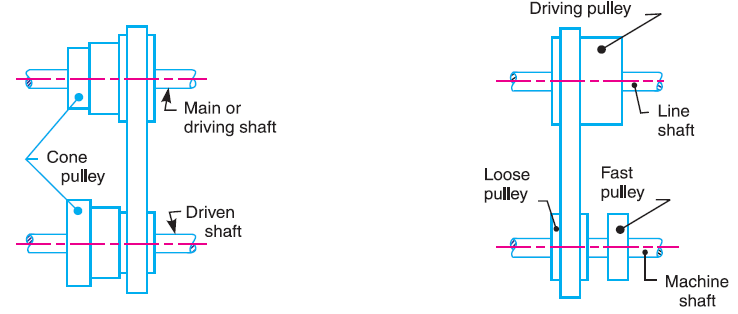 Main or
driving shaft
Cone
pulley
Driven
shaft
Driving pulley
Line
shaft
Loose
pulley
Fast
pulley
Machine
shaft